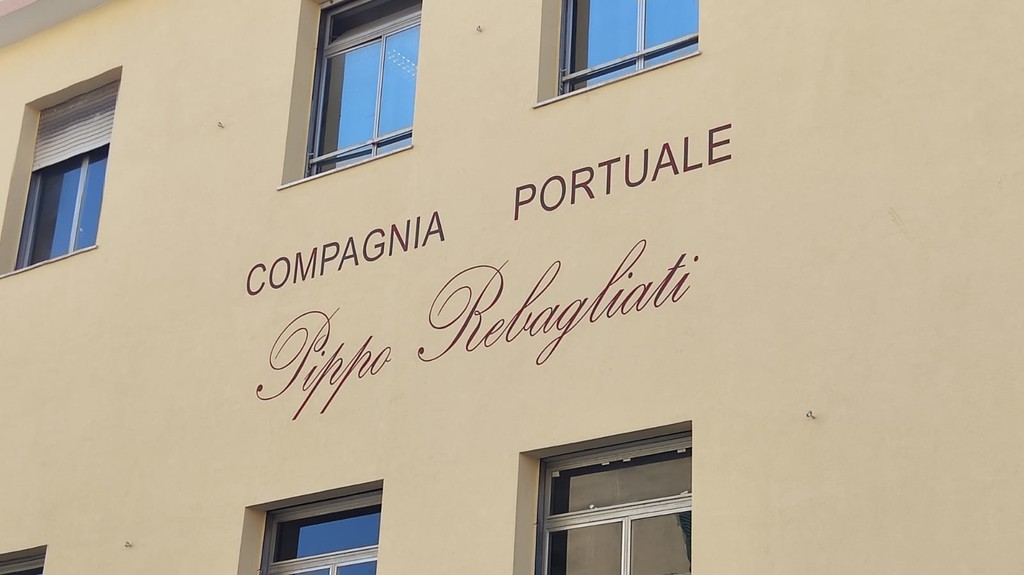 COMPAGNIA PORTUALE
Pippo Rebagliati